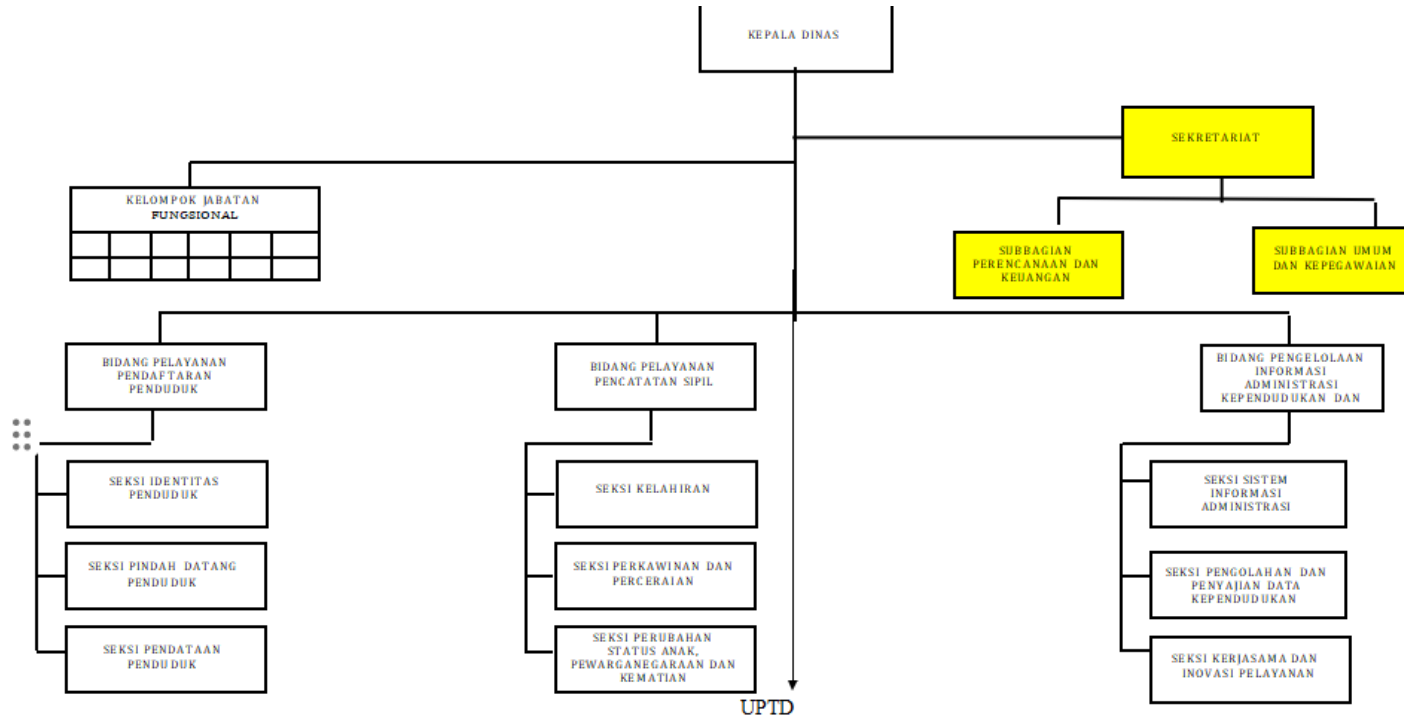 KEPALA DINAS
SEKRETARIAT
KELOMPOK JABATAN
FUNGSIONAL
SUBBAGIAN
PERENCANAAN DAN
KEUANGAN
SUBBAGIAN UMUM
DAN KEPEGAWAIAN
BIDANG PELAYANAN
PENDAFTARAN
PENDUDUK
BIDANG PELAYANAN
PENCATATAN SIPIL
BIDANG PENGELOLAAN
INFORMASI
ADMINISTRASI
KEPENDUDUKAN DAN
SEKSI IDENTITAS
PENDUDUK
SEKSI KELAHIRAN
SEKSI SISTEM
INFORMASI
ADMINISTRASI
SEKSI PINDAH DATANG
PENDUDUK
SEKSI PERKAWINAN DAN
PERCERAIAN
SEKSI PENGOLAHAN DAN
PENYAJIAN DATA
KEPENDUDUKAN
SEKSI PENDATAAN
PENDUDUK
SEKSI PERUBAHAN
STATUS ANAK,
PEWARGANEGARAAN DAN
KEMATIAN
SEKSI KERJASAMA DAN
INOVASI PELAYANAN
UPTD